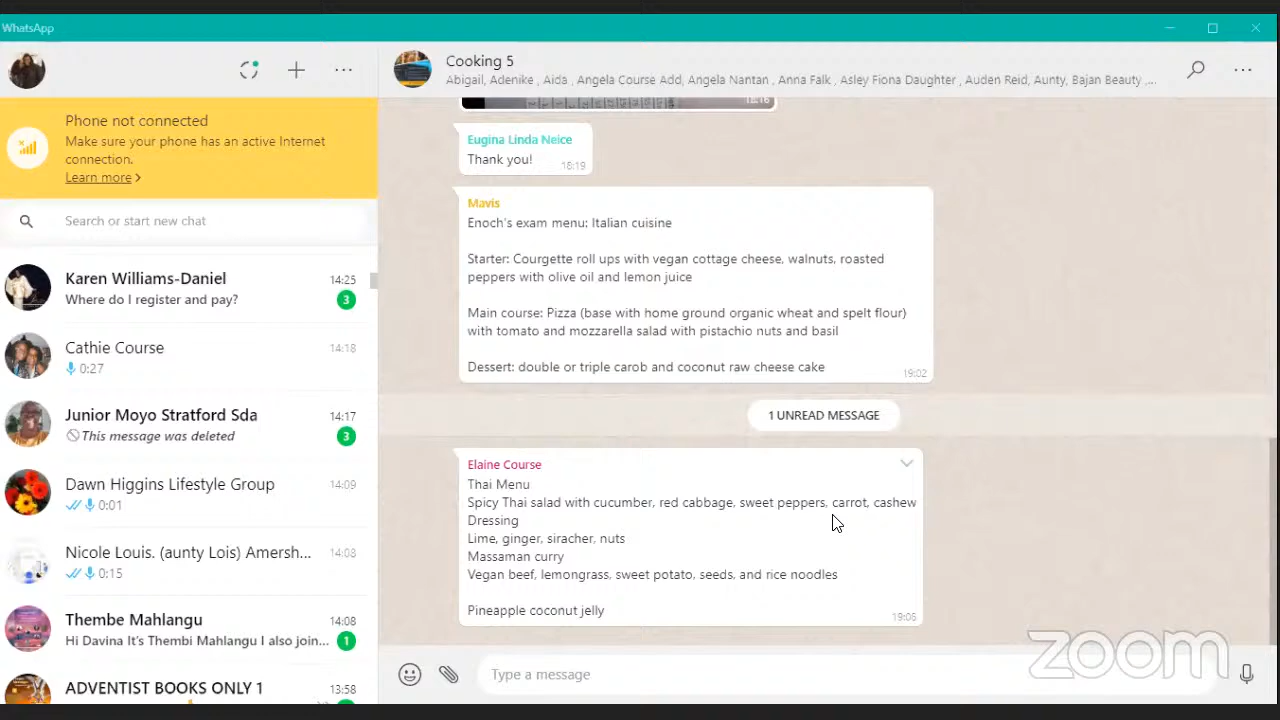 WhatsApp
Cooking 5
Abigail, Adenike , Aida , Angela Course Add, Angela Nantan , Anna Falk , Asley Fiona Daughter , Auden Reid, Aunty, Bajan Beauty ,...
Phone not connected
Make sure your phone has an active Internet
connection.
Learn more >
Search or start new chat
Karen Williams-Daniel 14:25
Where do I register and pay? 3
Cathie Course 14:18
0:27
Junior Moyo Stratford Sda 14:17
This message was deleted 3
Dawn Higgins Lifestyle Group 14:09
0:01
Nicole Louis. (aunty Lois) Amersh... 14:08
0:15
Thembe Mahlangu 14:08
Hi Davina It's Thembi Mahlangu I also join... 1
ADVENTIST BOOKS ONLY 1 13:58
18:16
Eugina Linda Neice
Thank you! 18:19
Mavis
Enoch's exam menu: Italian cuisine
Starter: Courgette roll ups with vegan cottage cheese, walnuts, roasted
peppers with olive oil and lemon juice
Main course: Pizza (base with home ground organic wheat and spelt flour)
with tomato and mozzarella salad with pistachio nuts and basil
Dessert: double or triple carob and coconut raw cheese cake 19:02
1 UNREAD MESSAGE
Elaine Course
Thai Menu
Spicy Thai salad with cucumber, red cabbage, sweet peppers, carrot, cashew
Dressing
Lime, ginger, siracher, nuts
Massaman curry
Vegan beef, lemongrass, sweet potato, seeds and rice noodles
Pineapple coconut jelly 19:06
Type a message
zoom